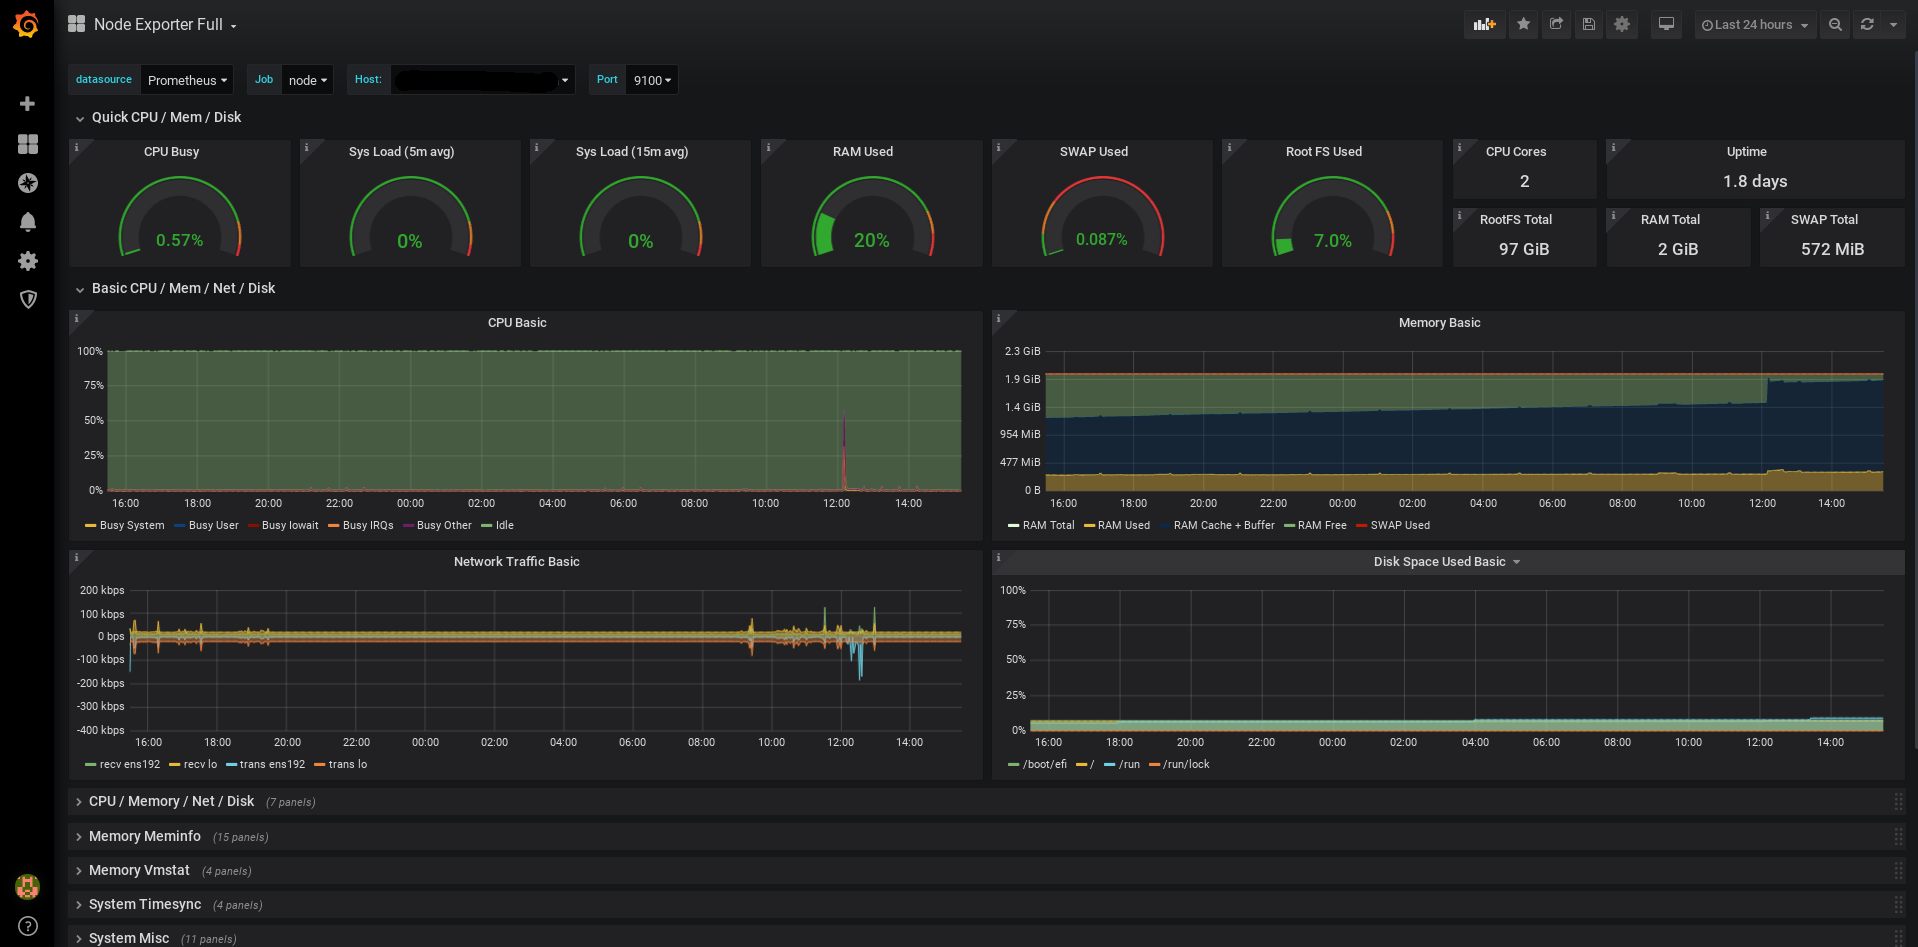 Node Exporter Full
Last 24 hours
datasource Prometheus Job node Host: Port 9100
Quick CPU / Mem / Disk
CPU Busy
0.57%
Sys Load (5m avg)
0%
Sys Load (15m avg)
0%
RAM Used
20%
SWAP Used
0.087%
Root FS Used
7.0%
CPU Cores
2
Uptime
1.8 days
RootFS Total
97 GiB
RAM Total
2 GiB
SWAP Total
572 MiB
Basic CPU / Mem / Net / Disk
CPU Basic
100%
75%
50%
25%
0%
16:00 18:00 20:00 22:00 00:00 02:00 04:00 06:00 08:00 10:00 12:00 14:00
Busy System Busy User Busy Iowait Busy IRQs Busy Other Idle
Memory Basic
2.3 GiB
1.9 GiB
1.4 GiB
954 MiB
477 MiB
0 B
16:00 18:00 20:00 22:00 00:00 02:00 04:00 06:00 08:00 10:00 12:00 14:00
RAM Total RAM Used RAM Cache + Buffer RAM Free SWAP Used
Network Traffic Basic
200 kbps
100 kbps
0 bps
-100 kbps
-200 kbps
-300 kbps
-400 kbps
16:00 18:00 20:00 22:00 00:00 02:00 04:00 06:00 08:00 10:00 12:00 14:00
recv ens192 recv lo trans ens192 trans lo
Disk Space Used Basic
100%
75%
50%
25%
0%
16:00 18:00 20:00 22:00 00:00 02:00 04:00 06:00 08:00 10:00 12:00 14:00
/boot/efi / /run /run/lock
CPU / Memory / Net / Disk (7 panels)
Memory Meminfo (15 panels)
Memory Vmstat (4 panels)
System Timesync (4 panels)
System Misc (11 panels)